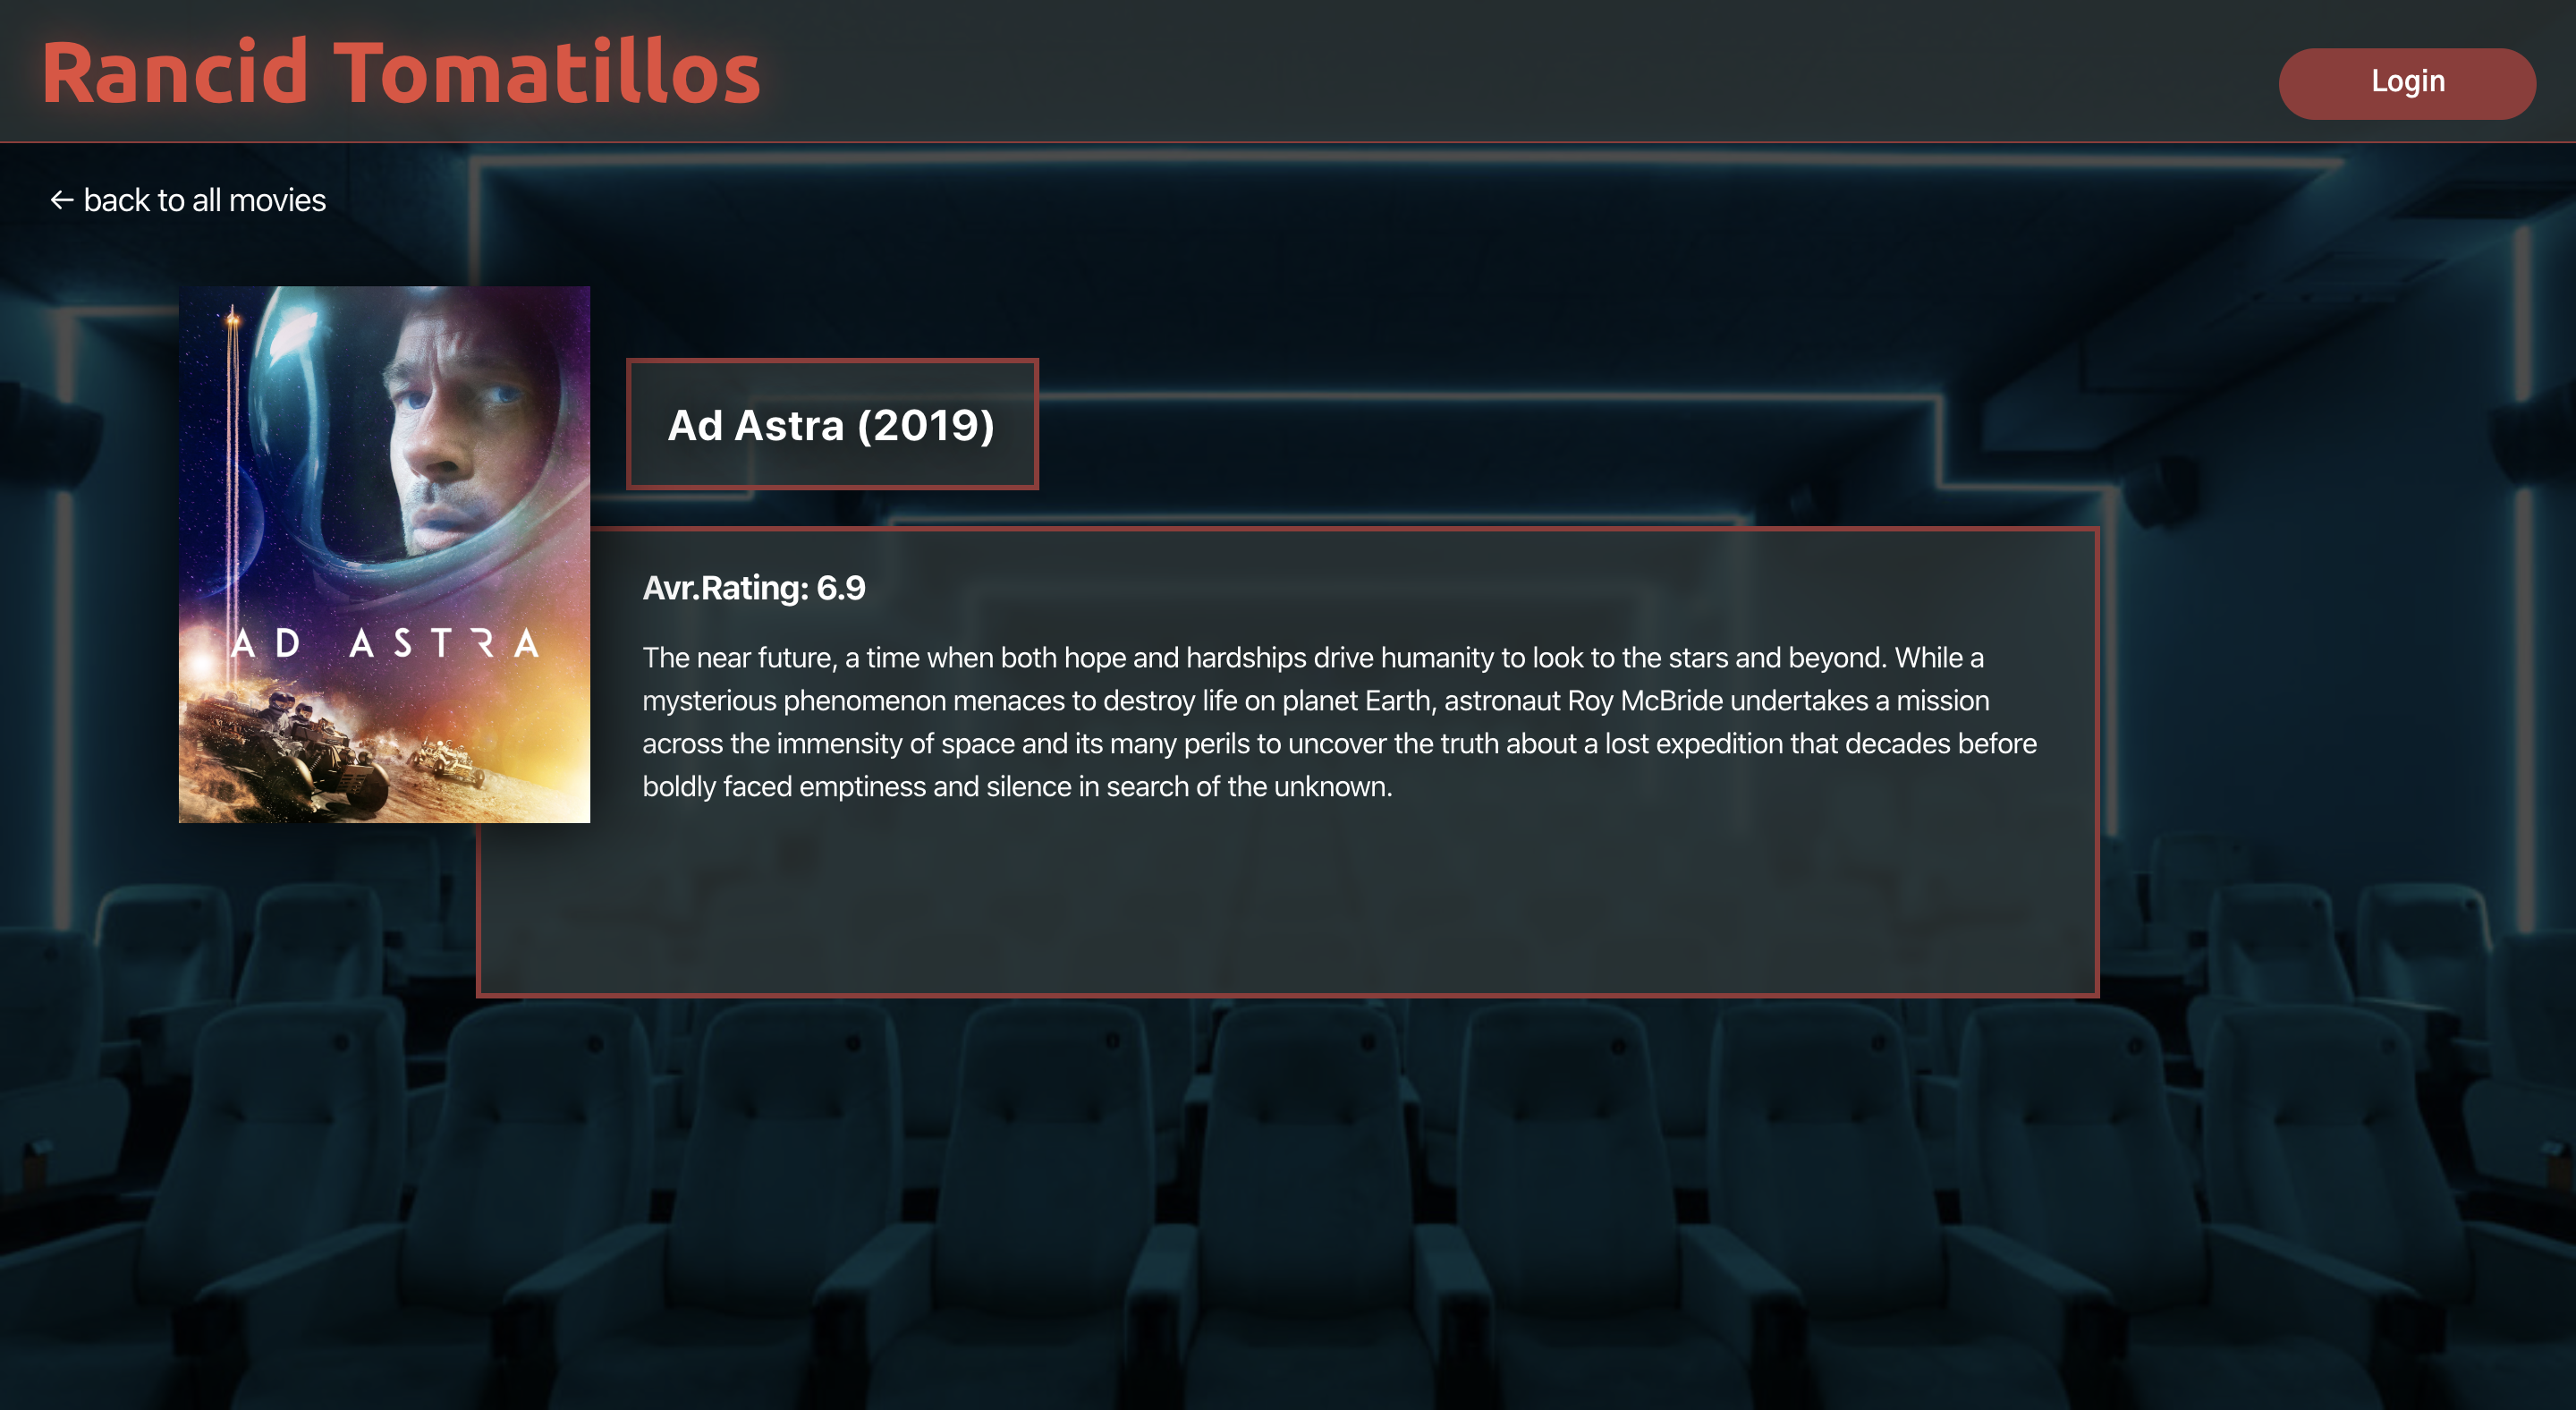 Rancid Tomatillos
Login
← back to all movies
AD ASTRA
Ad Astra (2019)
Avr.Rating: 6.9
The near future, a time when both hope and hardships drive humanity to look to the stars and beyond. While a
mysterious phenomenon menaces to destroy life on planet Earth, astronaut Roy McBride undertakes a mission
across the immensity of space and its many perils to uncover the truth about a lost expedition that decades before
boldly faced emptiness and silence in search of the unknown.